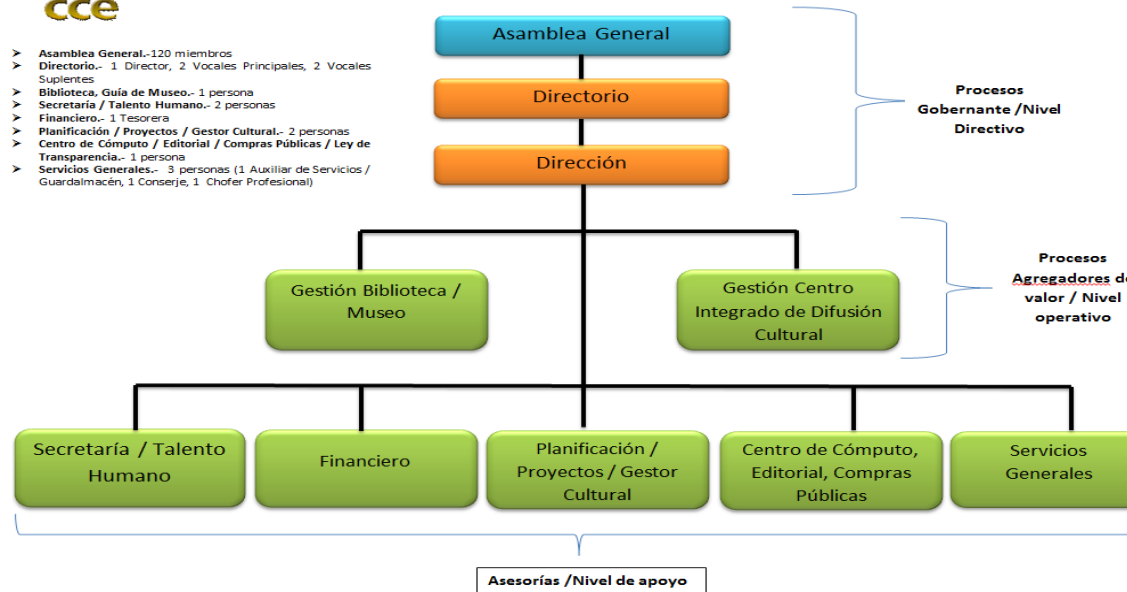 cce
➤ Asamblea General.-120 miembros
➤ Directorio.- 1 Director, 2 Vocales Principales, 2 Vocales
Suplentes
➤ Biblioteca, Guía de Museo.- 1 persona
➤ Secretaría / Talento Humano.- 2 personas
➤ Financiero.- 1 Tesorera
➤ Planificación / Proyectos / Gestor Cultural.- 2 personas
➤ Centro de Cómputo / Editorial / Compras Públicas / Ley de
Transparencia.- 1 persona
➤ Servicios Generales.- 3 personas (1 Auxiliar de Servicios /
Guardalmacén, 1 Conserje, 1 Chofer Profesional)
Asamblea General
Directorio
Dirección
Procesos
Gobernante /Nivel
Directivo
Gestión Biblioteca /
Museo
Gestión Centro
Integrado de Difusión
Cultural
Procesos
Agregadores de
valor / Nivel
operativo
Secretaría / Talento
Humano
Financiero
Planificación /
Proyectos / Gestor
Cultural
Centro de Cómputo,
Editorial, Compras
Públicas
Servicios
Generales
Asesorías /Nivel de apoyo